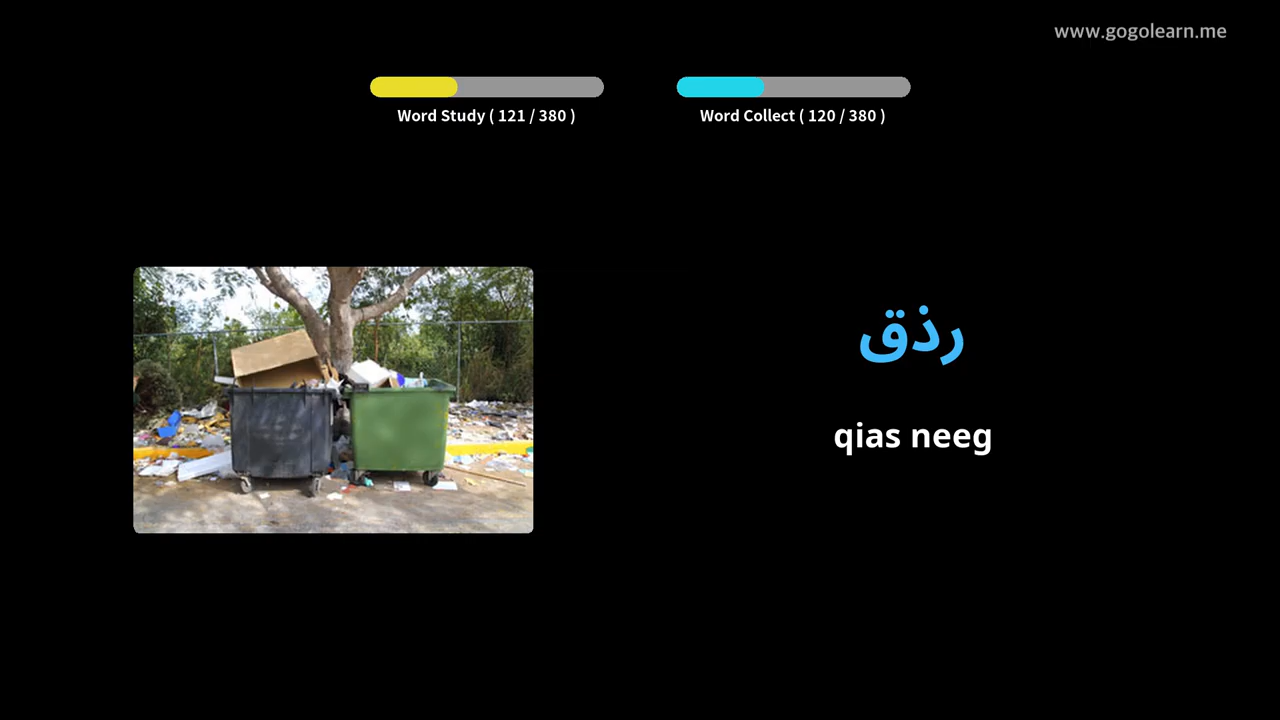 www.gogolearn.me
Word Study ( 121 / 380 )
Word Collect ( 120 / 380 )
رذق
qias neeg